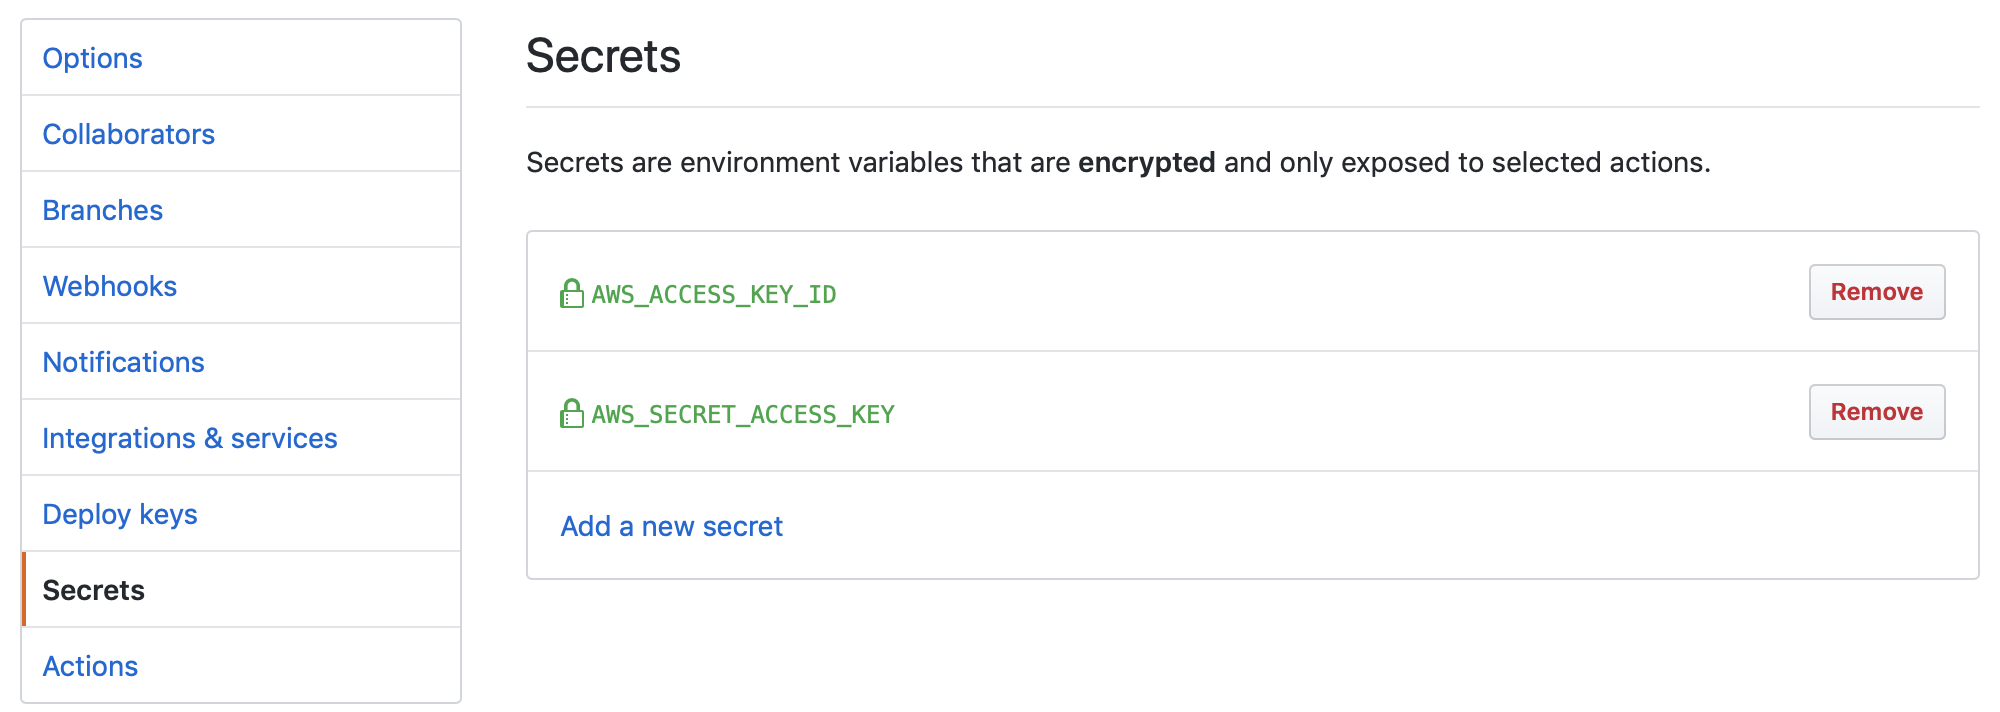 Options
Collaborators
Branches
Webhooks
Notifications
Integrations & services
Deploy keys
Secrets
Actions
Secrets
Secrets are environment variables that are encrypted and only exposed to selected actions.
AWS_ACCESS_KEY_ID
Remove
AWS_SECRET_ACCESS_KEY
Remove
Add a new secret